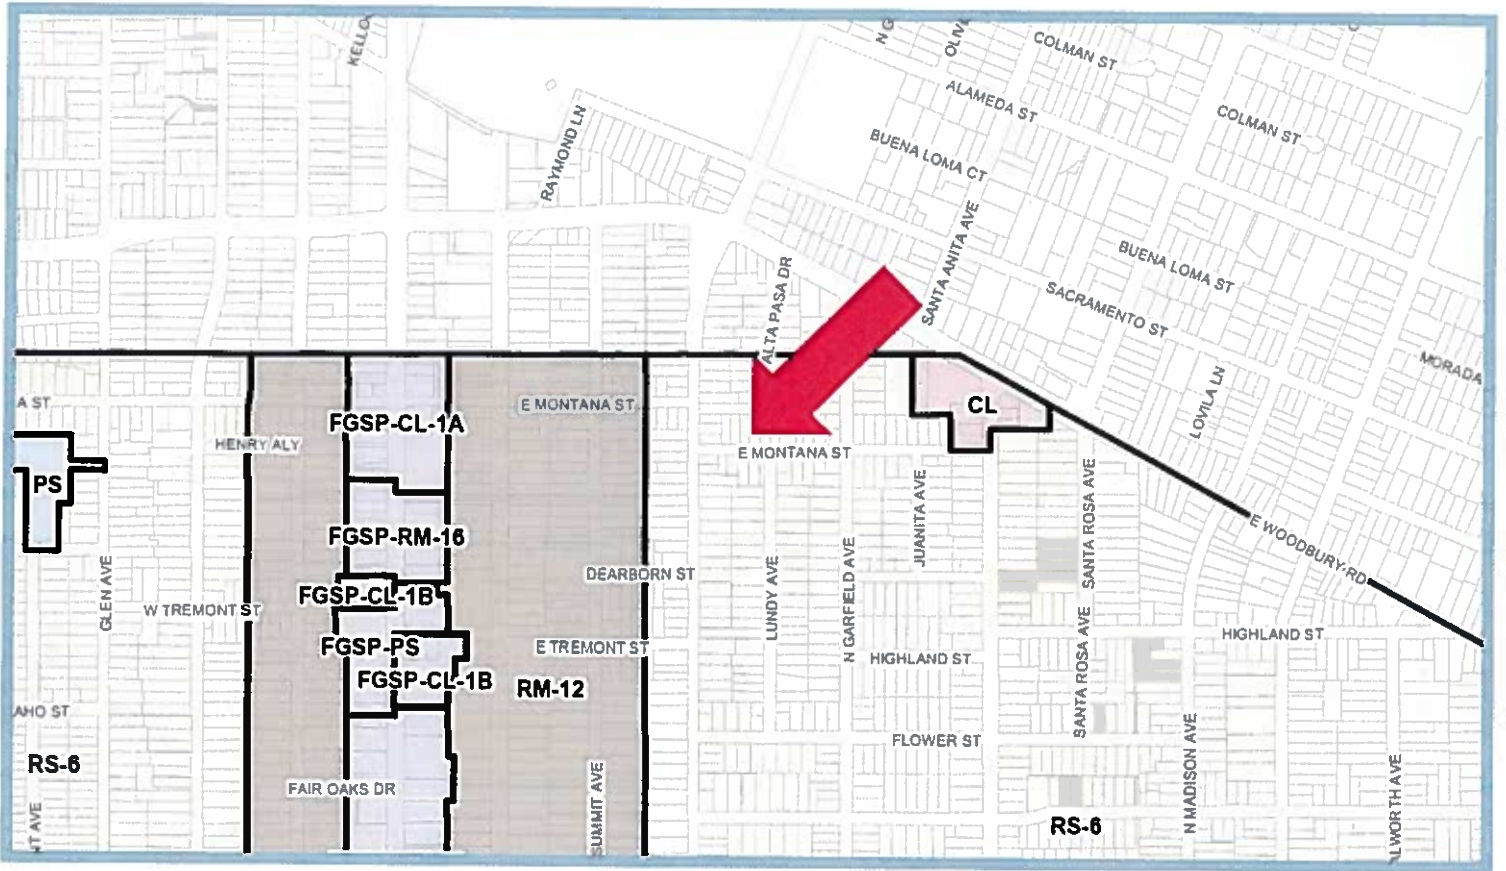 COLMAN ST
ALAMEDA ST
COLMAN ST
RAYMOND LN
BUENA LOMA CT
SANTA ANITA AVE
BUENA LOMA ST
ALTA PASA DR
SACRAMENTO ST
MORADA
LOVILA LN
A ST
E MONTANA ST
CL
FGSP-CL-1A
HENRY ALY
E MONTANA ST
PS
JUANITA AVE
SANTA ROSA AVE
E WOODBURY RD
FGSP-RM-16
DEARBORN ST
GLEN AVE
FGSP-CL-1B
LUNDY AVE
N GARFIELD AVE
W TREMONT ST
HIGHLAND ST
FGSP-PS
E TREMONT ST
HIGHLAND ST
SANTA ROSA AVE
FGSP-CL-1B
RM-12
AHO ST
FLOWER ST
RS-6
N MADISON AVE
FAIR OAKS DR
SUMMIT AVE
ALWORTH AVE
NT AVE
RS-6